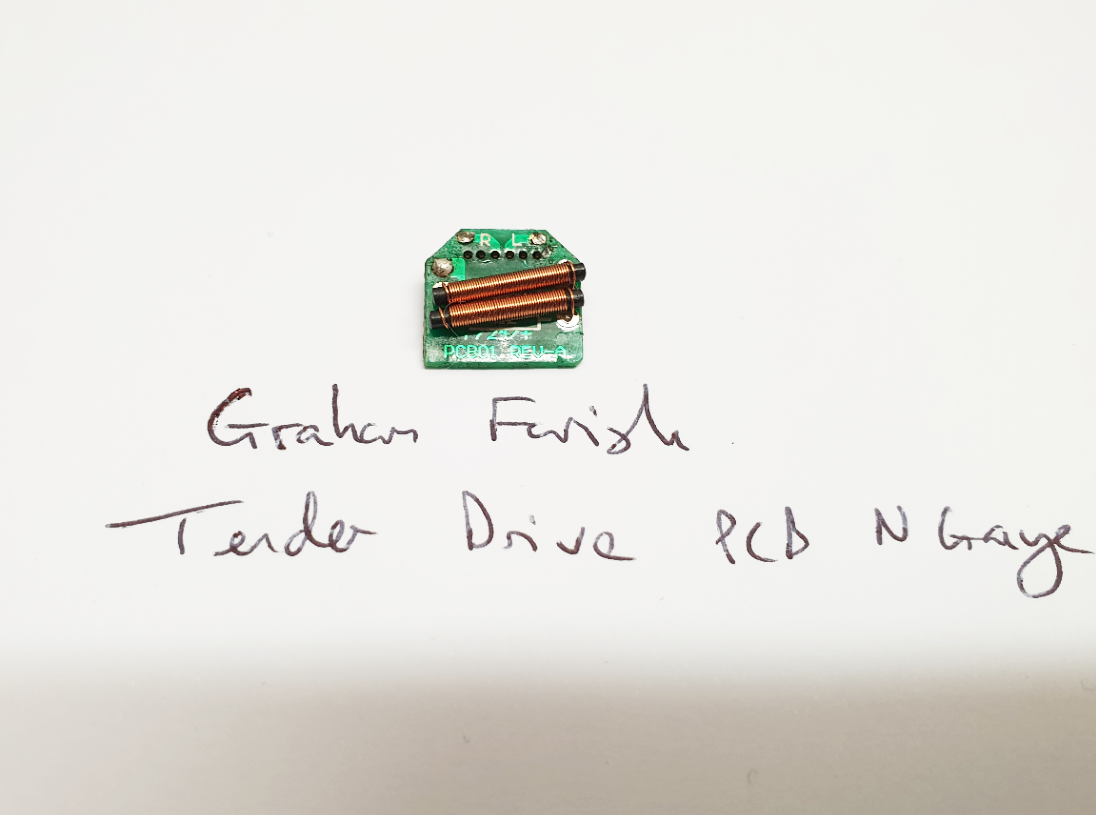 R L
PCB01 REV-A
Graham Farish
Tender Drive PCB N Gauge